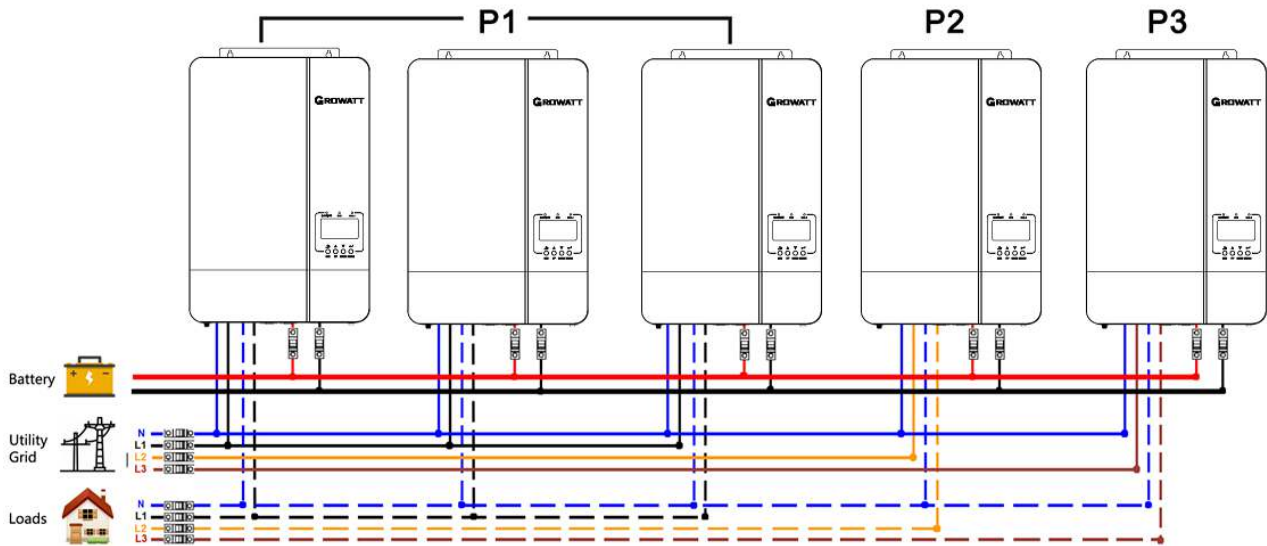 P1 P2 P3
GROWATT GROWATT GROWATT GROWATT GROWATT
Battery + -
Utility
Grid
N
L1
L2
L3
Loads
N
L1
L2
L3